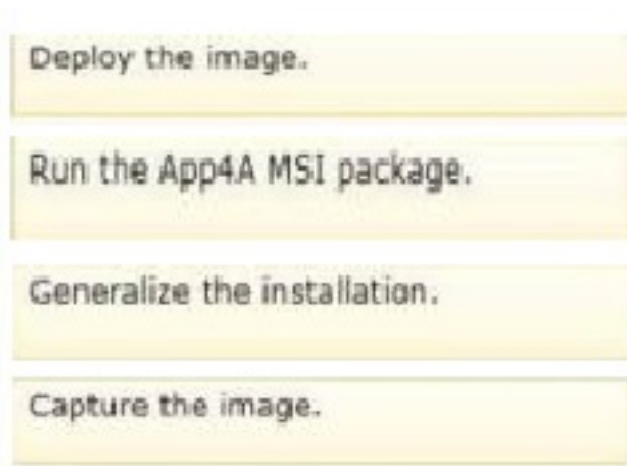 Deploy the image.
Run the App4A MSI package.
Generalize the installation.
Capture the image.